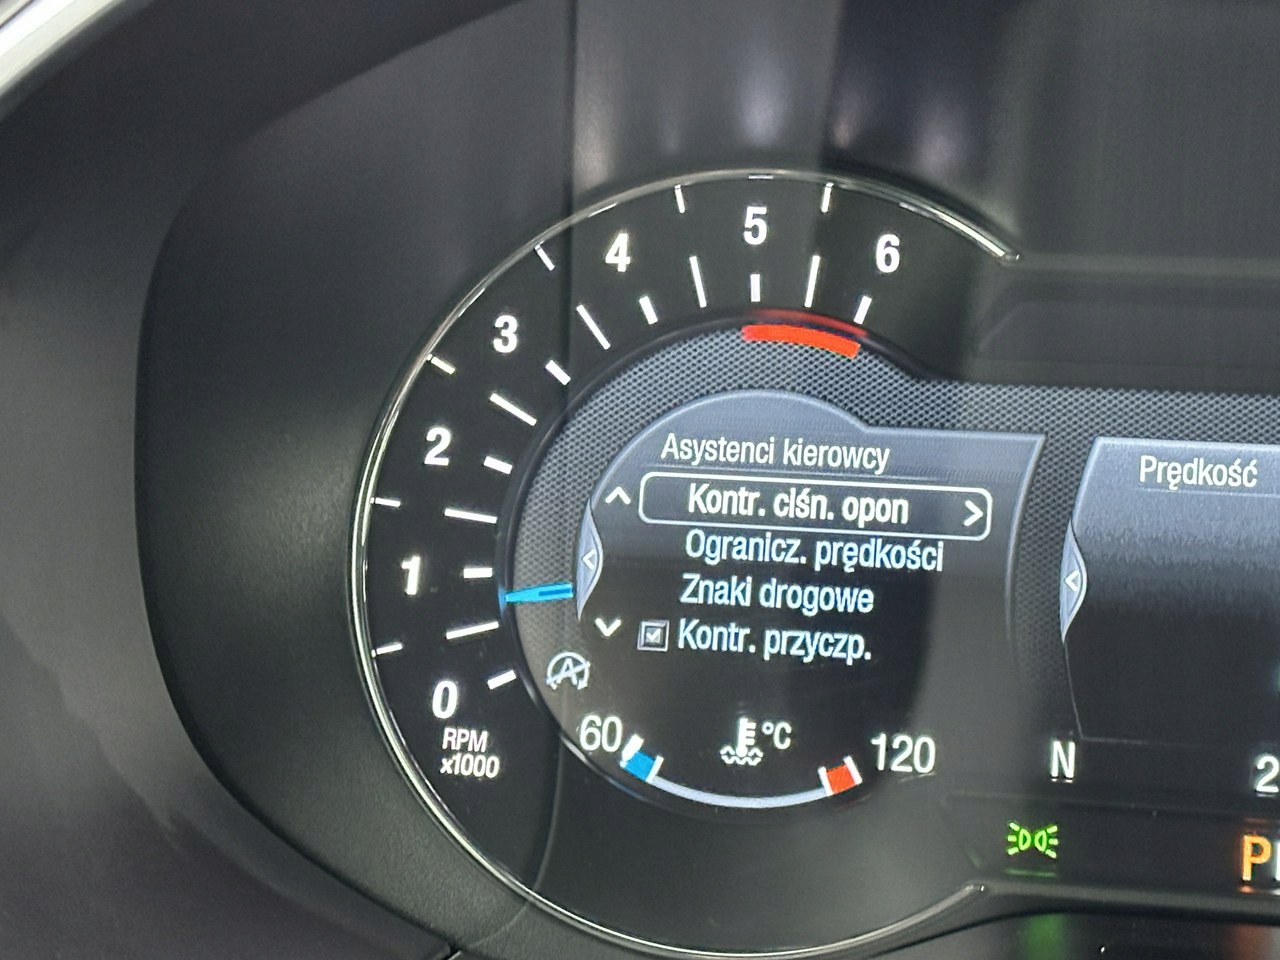 5
4
6
3
2
1
0
RPM
x1000
Asystenci kierowcy
Kontr. ciśn. opon
Ogranicz. prędkości
Znaki drogowe
Kontr. przyczp.
60
°C
120
Prędkość
N
2
P